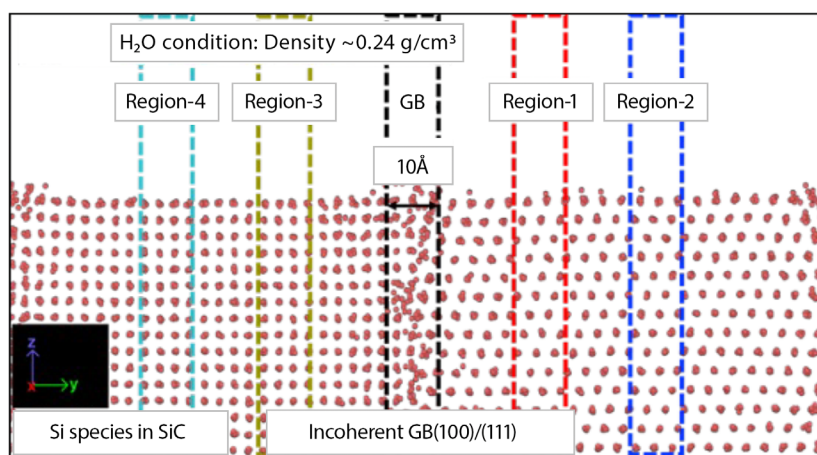 H₂O condition: Density ~0.24 g/cm³
Region-4
Region-3
GB
Region-1
Region-2
10Å
z
x
y
Si species in SiC
Incoherent GB(100)/(111)